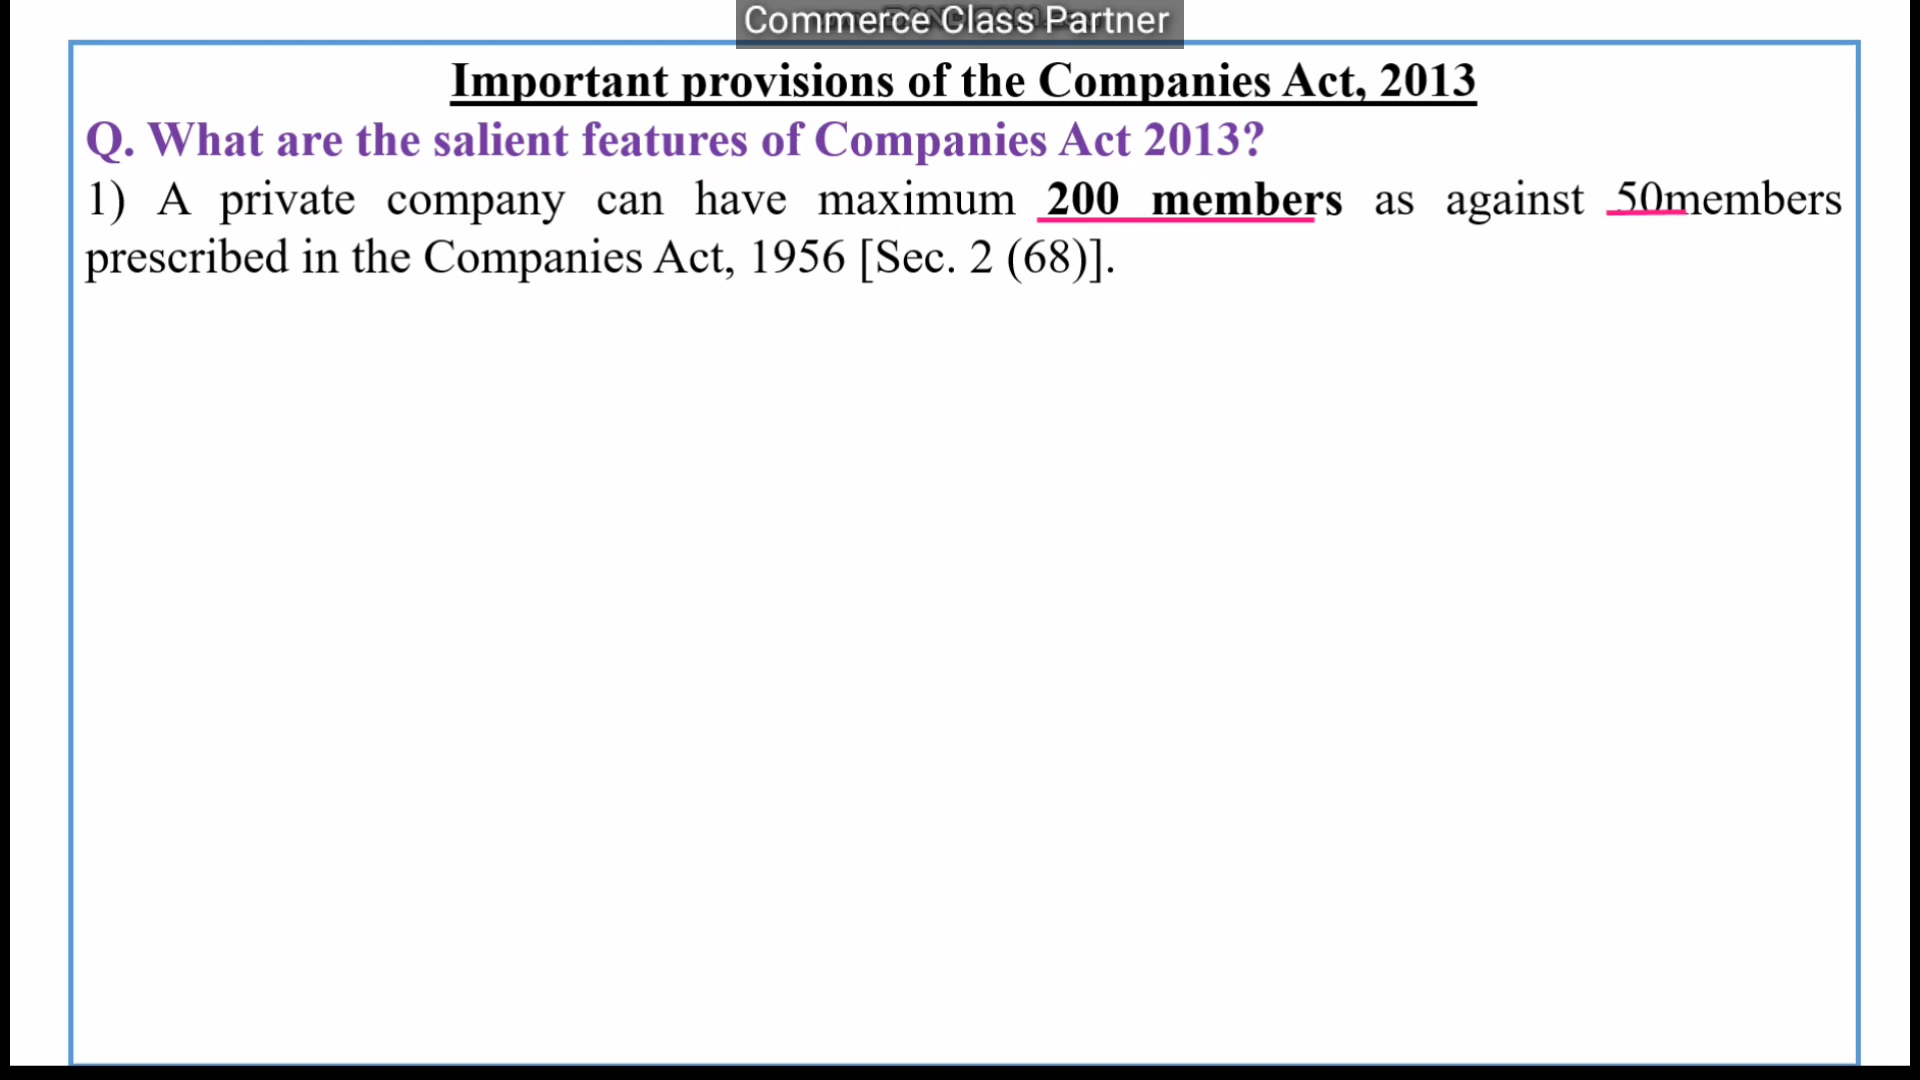 Commerce Class Partner
Important provisions of the Companies Act, 2013
Q. What are the salient features of Companies Act 2013?
1) A private company can have maximum 200 members as against 50members
prescribed in the Companies Act, 1956 [Sec. 2 (68)].